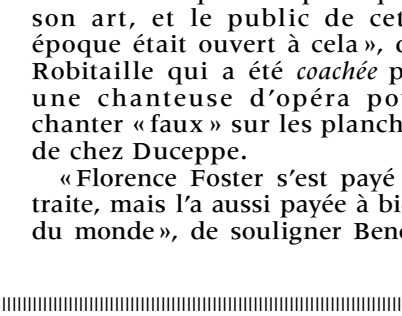 son art, et le public de cet
époque était ouvert à cela », d
Robitaille qui a été coachée p
une chanteuse d'opéra pou
chanter « faux » sur les planch
de chez Duceppe.
« Florence Foster s'est payé
traite, mais l'a aussi payée à bi
du monde », de souligner Beno